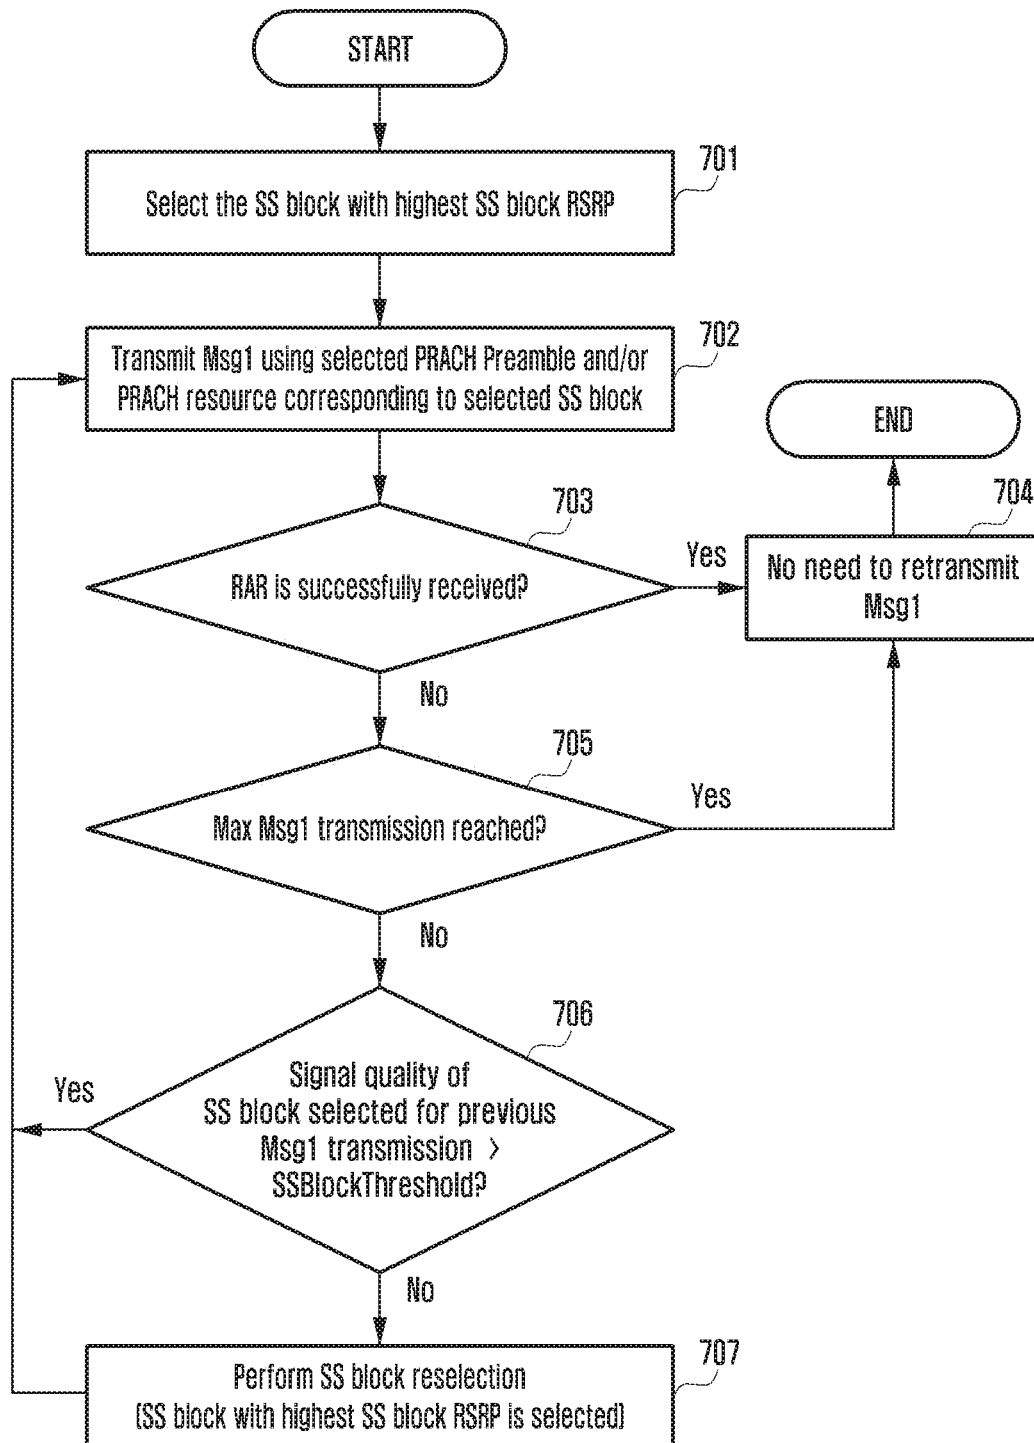 START
701
Select the SS block with highest SS block RSRP
702
Transmit Msg1 using selected PRACH Preamble and/or
PRACH resource corresponding to selected SS block
END
703
704
RAR is successfully received?
Yes
No need to retransmit
Msg1
No
705
Max Msg1 transmission reached?
Yes
No
706
Signal quality of
SS block selected for previous
Msg1 transmission >
SSBlockThreshold?
Yes
No
707
Perform SS block reselection
(SS block with highest SS block RSRP is selected)